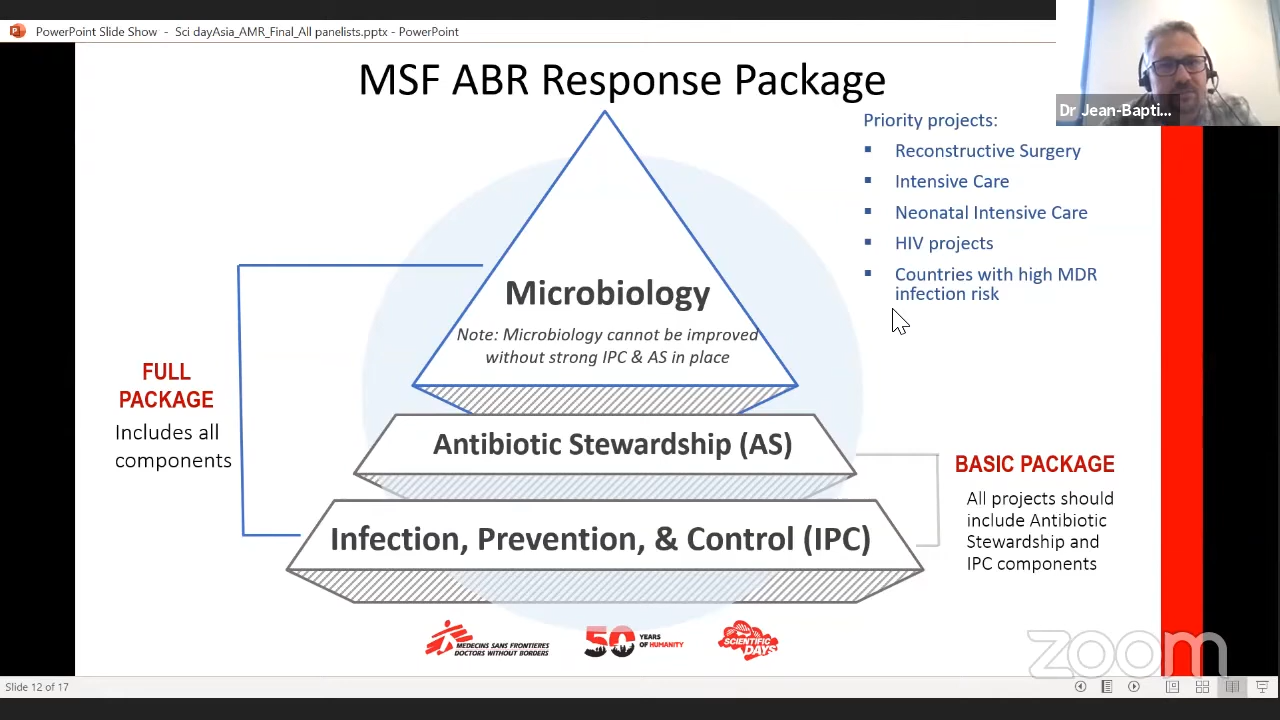 PowerPoint Slide Show - Sci dayAsia_AMR_Final_All panelists.pptx - PowerPoint
MSF ABR Response Package
Dr Jean-Bapti...
Priority projects:
Reconstructive Surgery
Intensive Care
Neonatal Intensive Care
HIV projects
Countries with high MDR
infection risk
Microbiology
Note: Microbiology cannot be improved
without strong IPC & AS in place
FULL
PACKAGE
Includes all
components
Antibiotic Stewardship (AS)
BASIC PACKAGE
All projects should
include Antibiotic
Stewardship and
IPC components
Infection, Prevention, & Control (IPC)
MEDECINS SANS FRONTIERES
DOCTORS WITHOUT BORDERS
50 YEARS
OF HUMANITY
SCIENTIFIC
DAYS
zoom
Slide 12 of 17